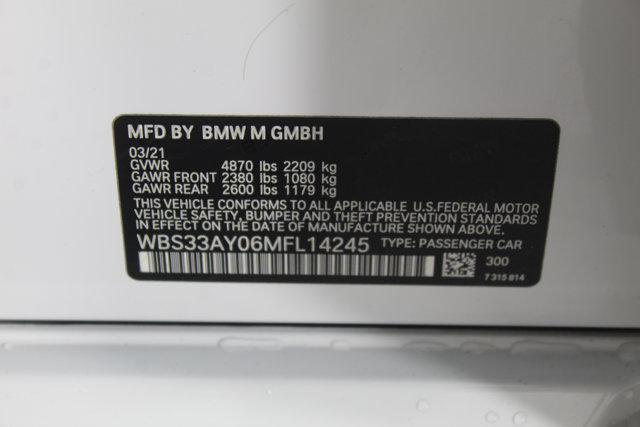 MFD BY BMW M GMBH
03/21
GVWR 4870 lbs 2209 kg
GAWR FRONT 2380 lbs 1080 kg
GAWR REAR 2600 lbs 1179 kg
THIS VEHICLE CONFORMS TO ALL APPLICABLE U.S.FEDERAL MOTOR
VEHICLE SAFETY, BUMPER AND THEFT PREVENTION STANDARDS
IN EFFECT ON THE DATE OF MANUFACTURE SHOWN ABOVE.
WBS33AY06MFL14245 TYPE: PASSENGER CAR
300
7 315 814